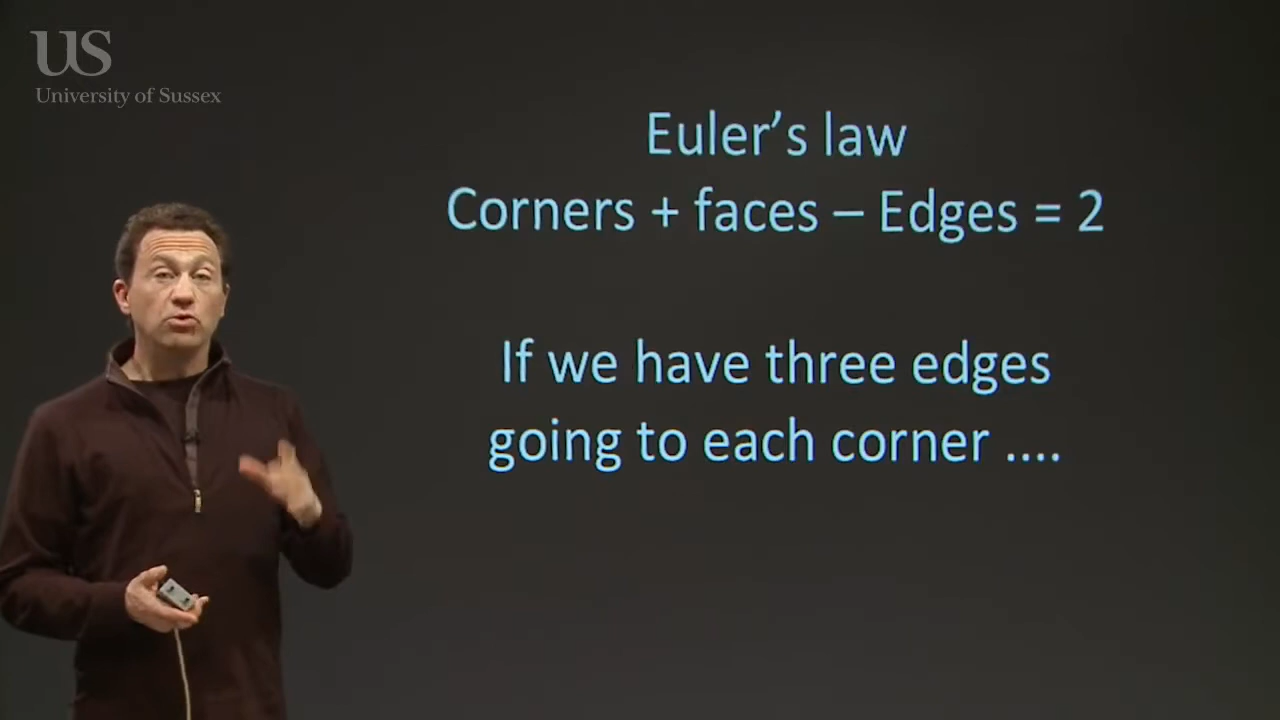 US
University of Sussex
Euler's law
Corners + faces – Edges = 2
If we have three edges
going to each corner ....